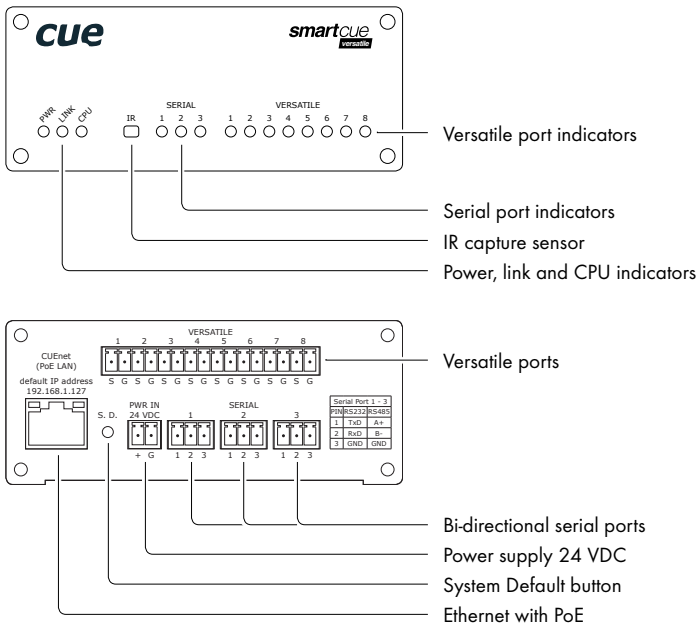 cue
smartcue
versatile
PWR LINK CPU
IR
SERIAL
1 2 3
VERSATILE
1 2 3 4 5 6 7 8
Versatile port indicators
Serial port indicators
IR capture sensor
Power, link and CPU indicators
CUEnet
(PoE LAN)
default IP address
192.168.1.127
VERSATILE
1 2 3 4 5 6 7 8
S G S G S G S G S G S G S G S G
Versatile ports
S. D.
PWR IN
24 VDC
+ G
SERIAL
1 2 3
1 2 3 1 2 3 1 2 3
Serial Port 1 - 3
PIN RS232 RS485
1 TxD A+
2 RxD B-
3 GND GND
Bi-directional serial ports
Power supply 24 VDC
System Default button
Ethernet with PoE